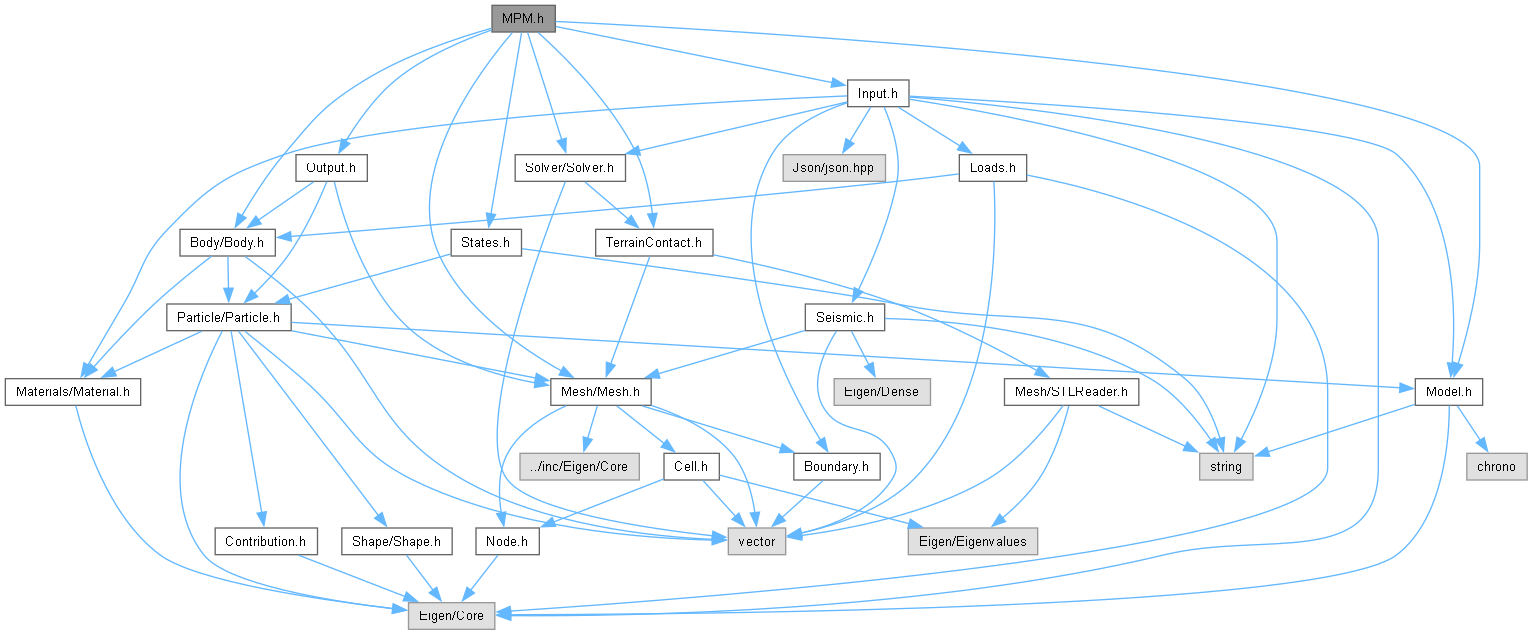 MPM.h
Input.h
Output.h
Solver/Solver.h
Json/json.hpp
Loads.h
Body/Body.h
States.h
TerrainContact.h
Particle/Particle.h
Seismic.h
Materials/Material.h
Mesh/Mesh.h
Eigen/Dense
Mesh/STLReader.h
Model.h
../inc/Eigen/Core
Cell.h
Boundary.h
string
chrono
Contribution.h
Shape/Shape.h
Node.h
vector
Eigen/Eigenvalues
Eigen/Core